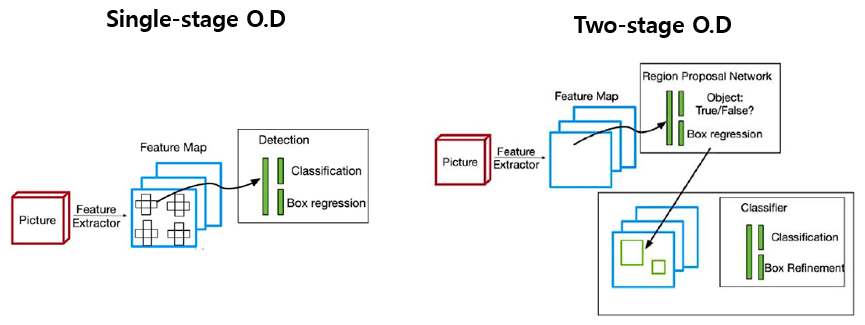 Single-stage O.D
Picture
Feature
Extractor
Feature Map
Detection
Classification
Box regression
Two-stage O.D
Picture
Feature
Extractor
Feature Map
Region Proposal Network
Object:
True/False?
Box regression
Classifier
Classification
Box Refinement